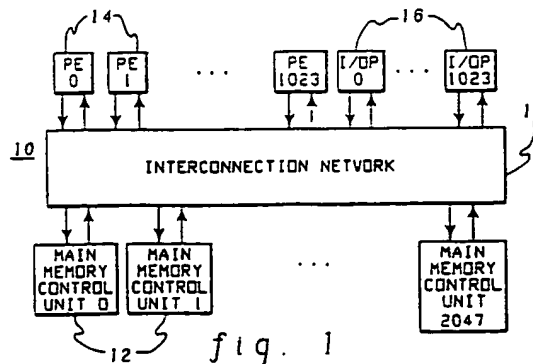 14
16
PE 0
PE 1
...
PE 1023
I/OP 0
...
I/OP 1023
10
INTERCONNECTION NETWORK
1
MAIN MEMORY CONTROL UNIT 0
MAIN MEMORY CONTROL UNIT 1
...
MAIN MEMORY CONTROL UNIT 2047
12
fig. 1